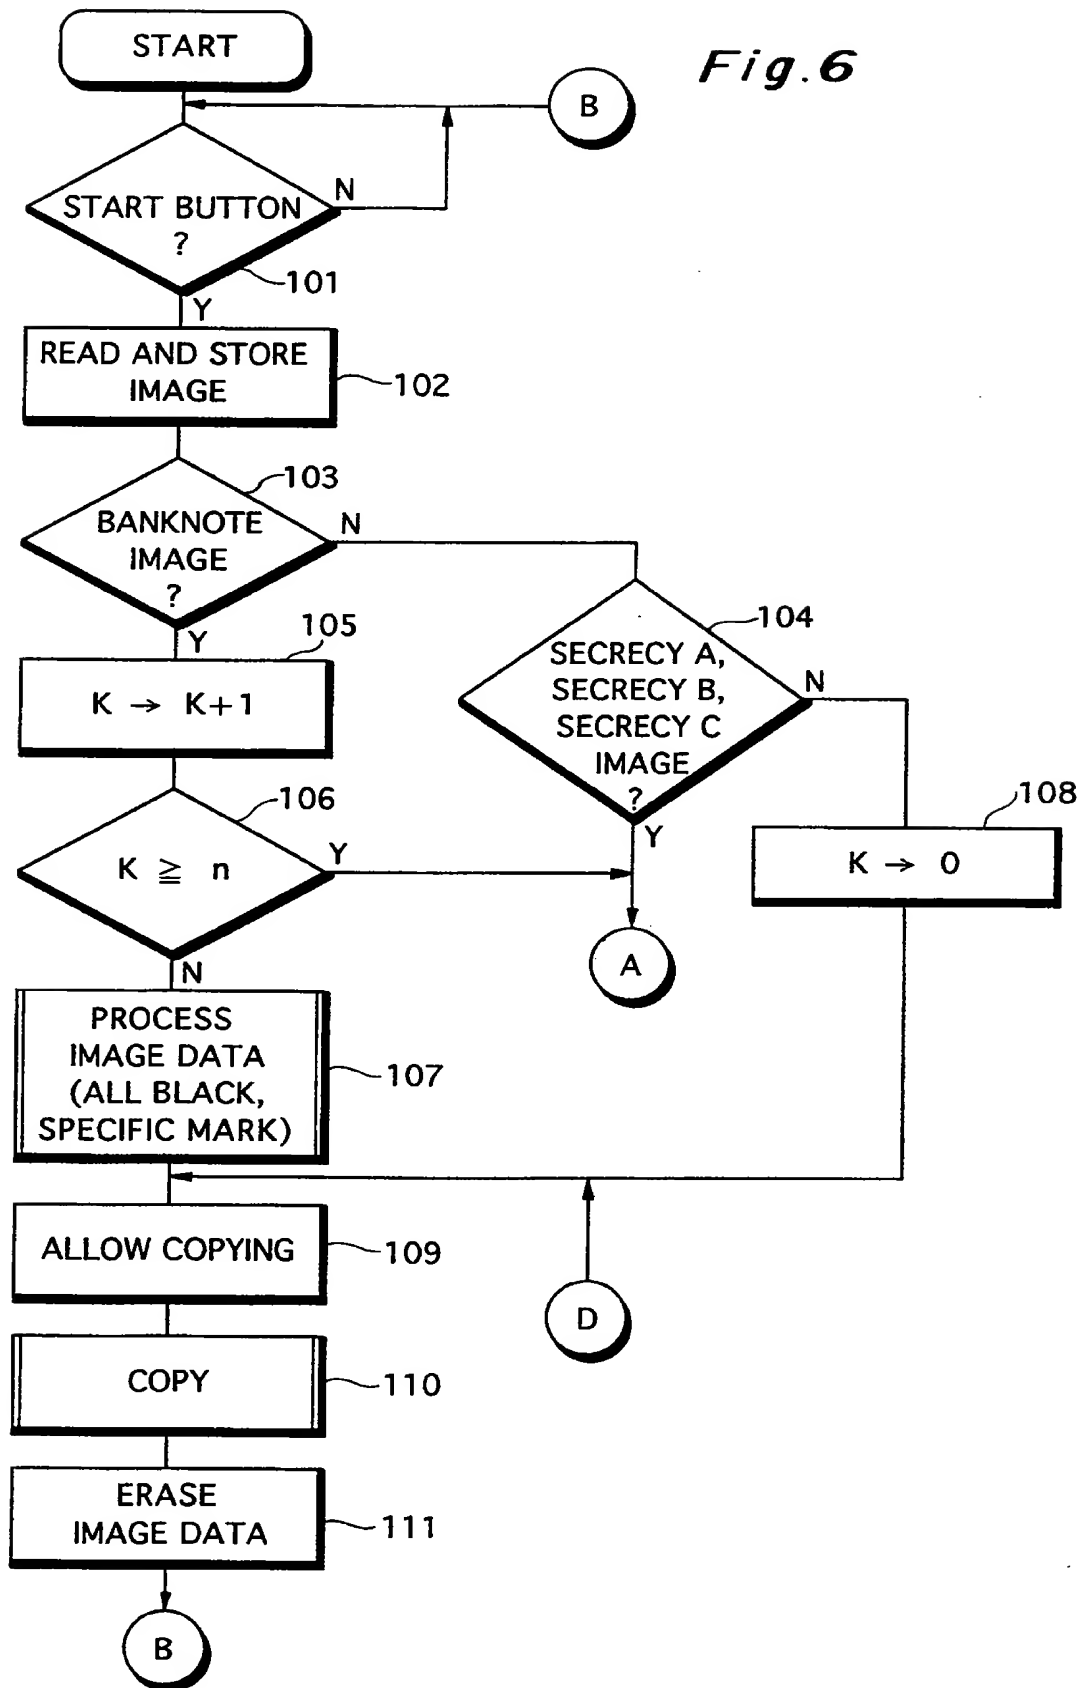 START
Fig.6
B
START BUTTON
?
N
101
Y
READ AND STORE
IMAGE
102
103
BANKNOTE
IMAGE
?
N
Y
104
SECRECY A,
SECRECY B,
SECRECY C
IMAGE
?
N
Y
105
K → K+1
106
K ≧ n
Y
N
108
K → 0
A
PROCESS
IMAGE DATA
(ALL BLACK,
SPECIFIC MARK)
107
ALLOW COPYING
109
D
COPY
110
ERASE
IMAGE DATA
111
B